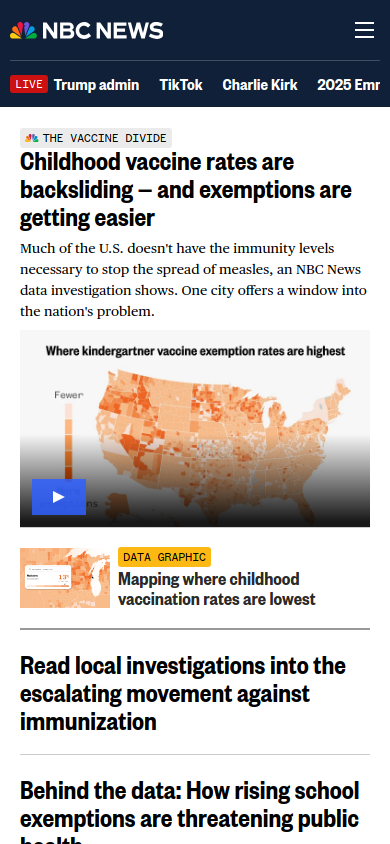 NBC NEWS
LIVE Trump admin TikTok Charlie Kirk 2025 Emr
THE VACCINE DIVIDE
Childhood vaccine rates are
backsliding — and exemptions are
getting easier
Much of the U.S. doesn't have the immunity levels
necessary to stop the spread of measles, an NBC News
data investigation shows. One city offers a window into
the nation's problem.
Where kindergartner vaccine exemption rates are highest
Fewer
DATA GRAPHIC
Mapping where childhood
vaccination rates are lowest
Read local investigations into the
escalating movement against
immunization
Behind the data: How rising school
exemptions are threatening public
health